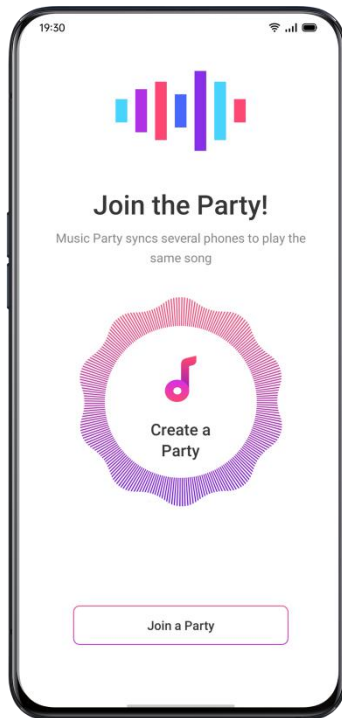 19:30
Join the Party!
Music Party syncs several phones to play the
same song
Create a
Party
Join a Party